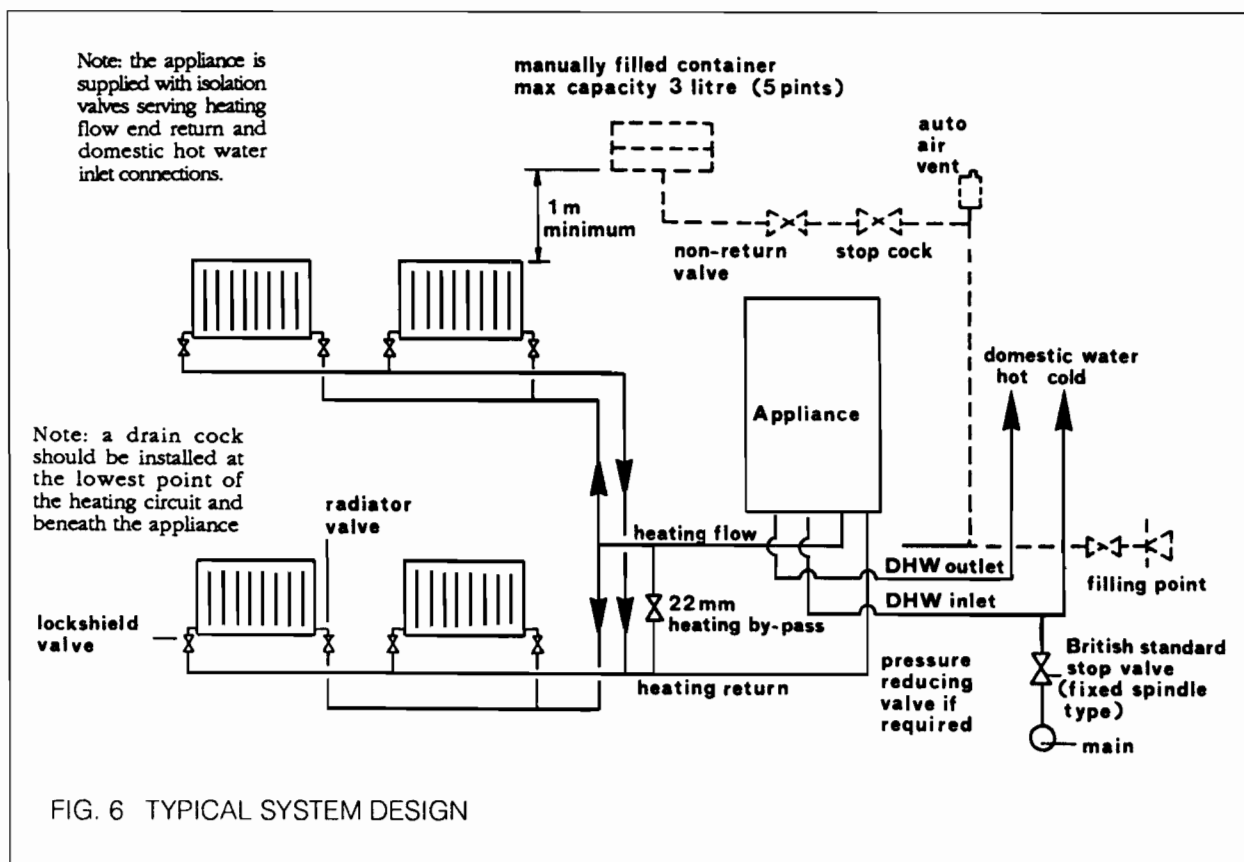 Note: the appliance is
supplied with isolation
valves serving heating
flow end return and
domestic hot water
inlet connections.
manually filled container
max capacity 3 litre (5 pints)
auto
air
vent
1m
minimum
non-return
valve
stop cock
domestic water
hot cold
Appliance
Note: a drain cock
should be installed at
the lowest point of
the heating circuit and
beneath the appliance
radiator
valve
heating flow
DHW outlet
filling point
DHW inlet
22mm
heating by-pass
lockshield
valve
British standard
stop valve
(fixed spindle
type)
heating return
pressure
reducing
valve if
required
main
FIG. 6 TYPICAL SYSTEM DESIGN